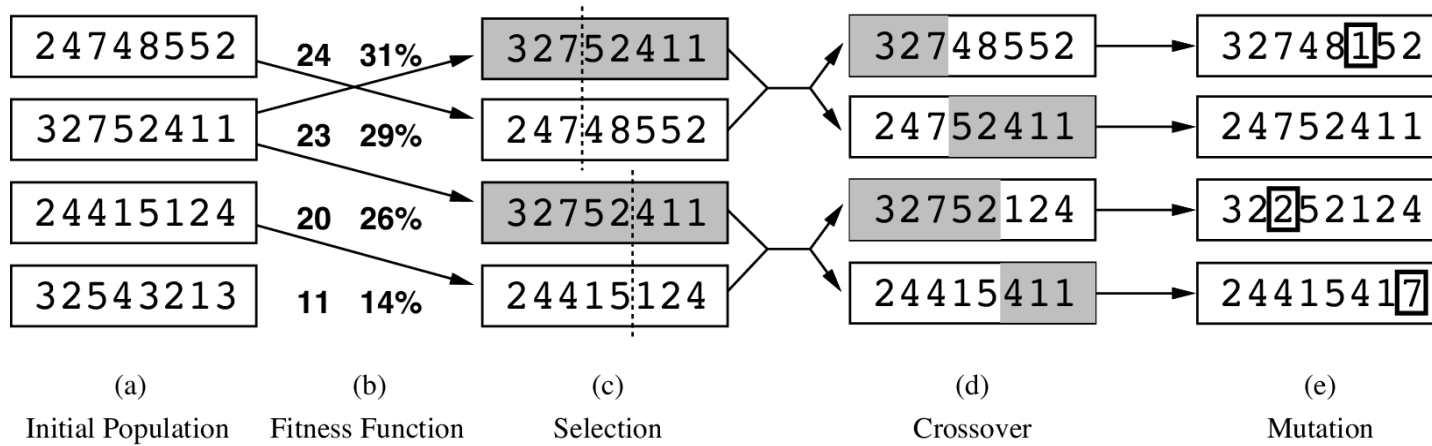 24748552 24 31% 32752411 32748552 32748152
32752411 23 29% 24748552 24752411 24752411
24415124 20 26% 32752411 32752124 32252124
32543213 11 14% 24415124 24415411 24415417
(a) (b) (c) (d) (e)
Initial Population Fitness Function Selection Crossover Mutation